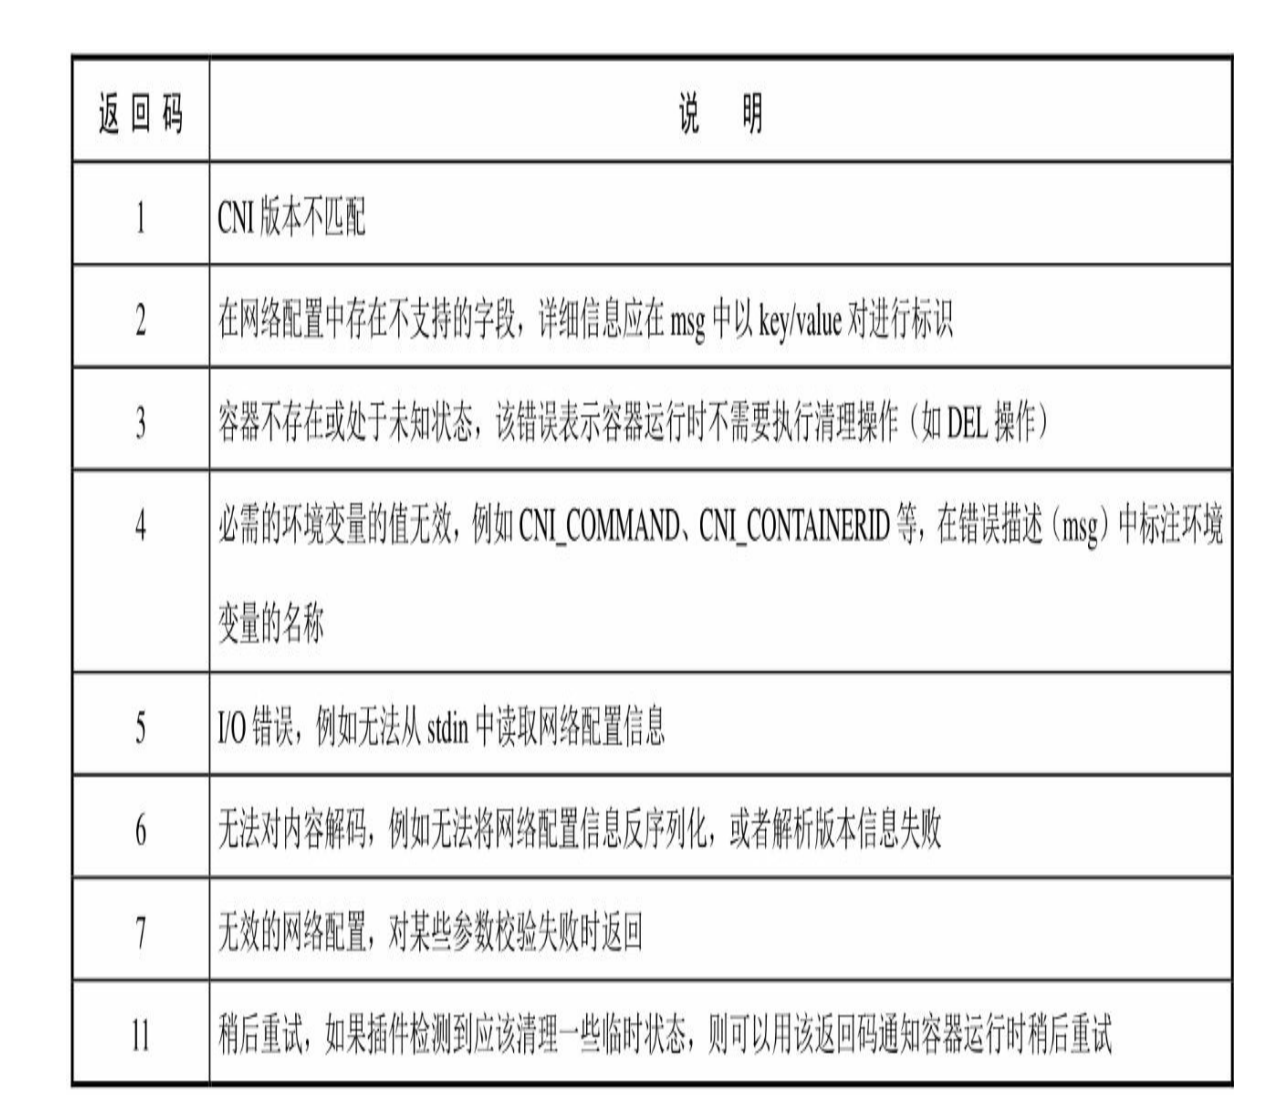 返回码 说明
1 CNI 版本不匹配
2 在网络配置中存在不支持的字段，详细信息应在 msg 中以 key/value 对进行标识
3 容器不存在或处于未知状态，该错误表示容器运行时不需要执行清理操作（如 DEL 操作）
4 必需的环境变量的值无效，例如 CNI_COMMAND、CNI_CONTAINERID 等，在错误描述（msg）中标注环境
变量的名称
5 I/O 错误，例如无法从 stdin 中读取网络配置信息
6 无法对内容解码，例如无法将网络配置信息反序列化，或者解析版本信息失败
7 无效的网络配置，对某些参数校验失败时返回
11 稍后重试，如果插件检测到应该清理一些临时状态，则可以用该返回码通知容器运行时稍后重试